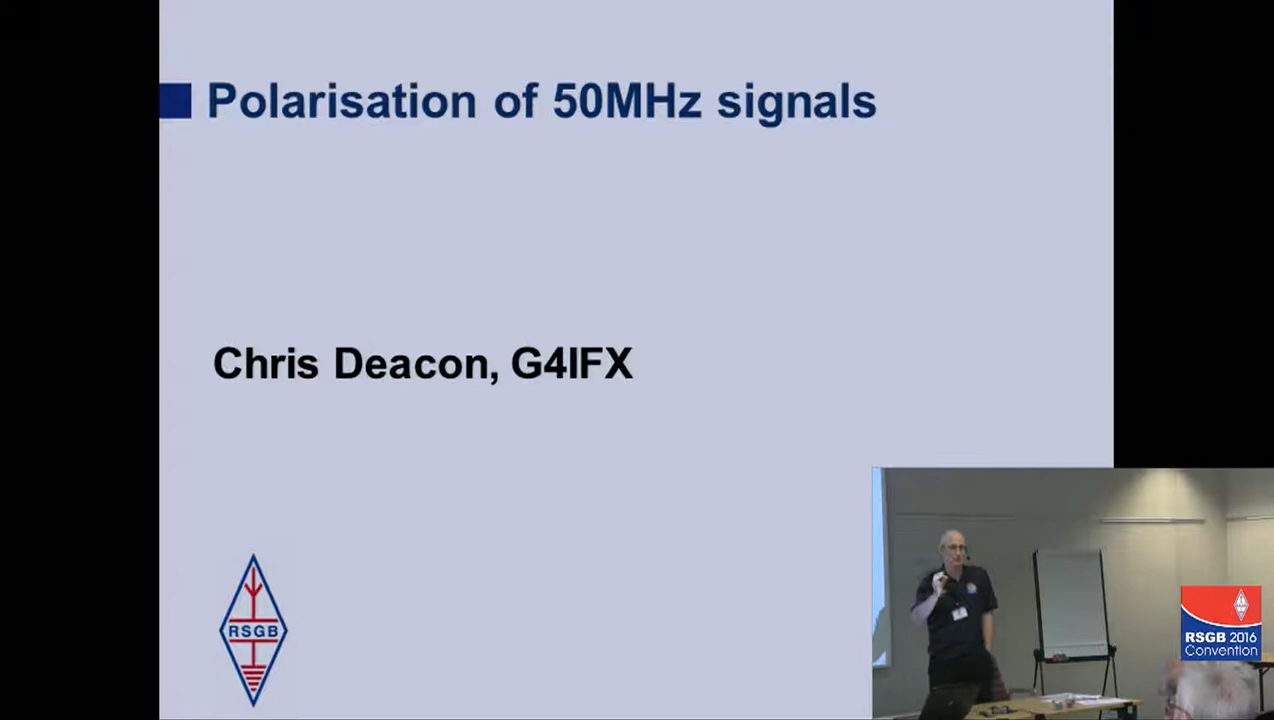 Polarisation of 50MHz signals
Chris Deacon, G4IFX
RSGB
RSGB 2016
Convention